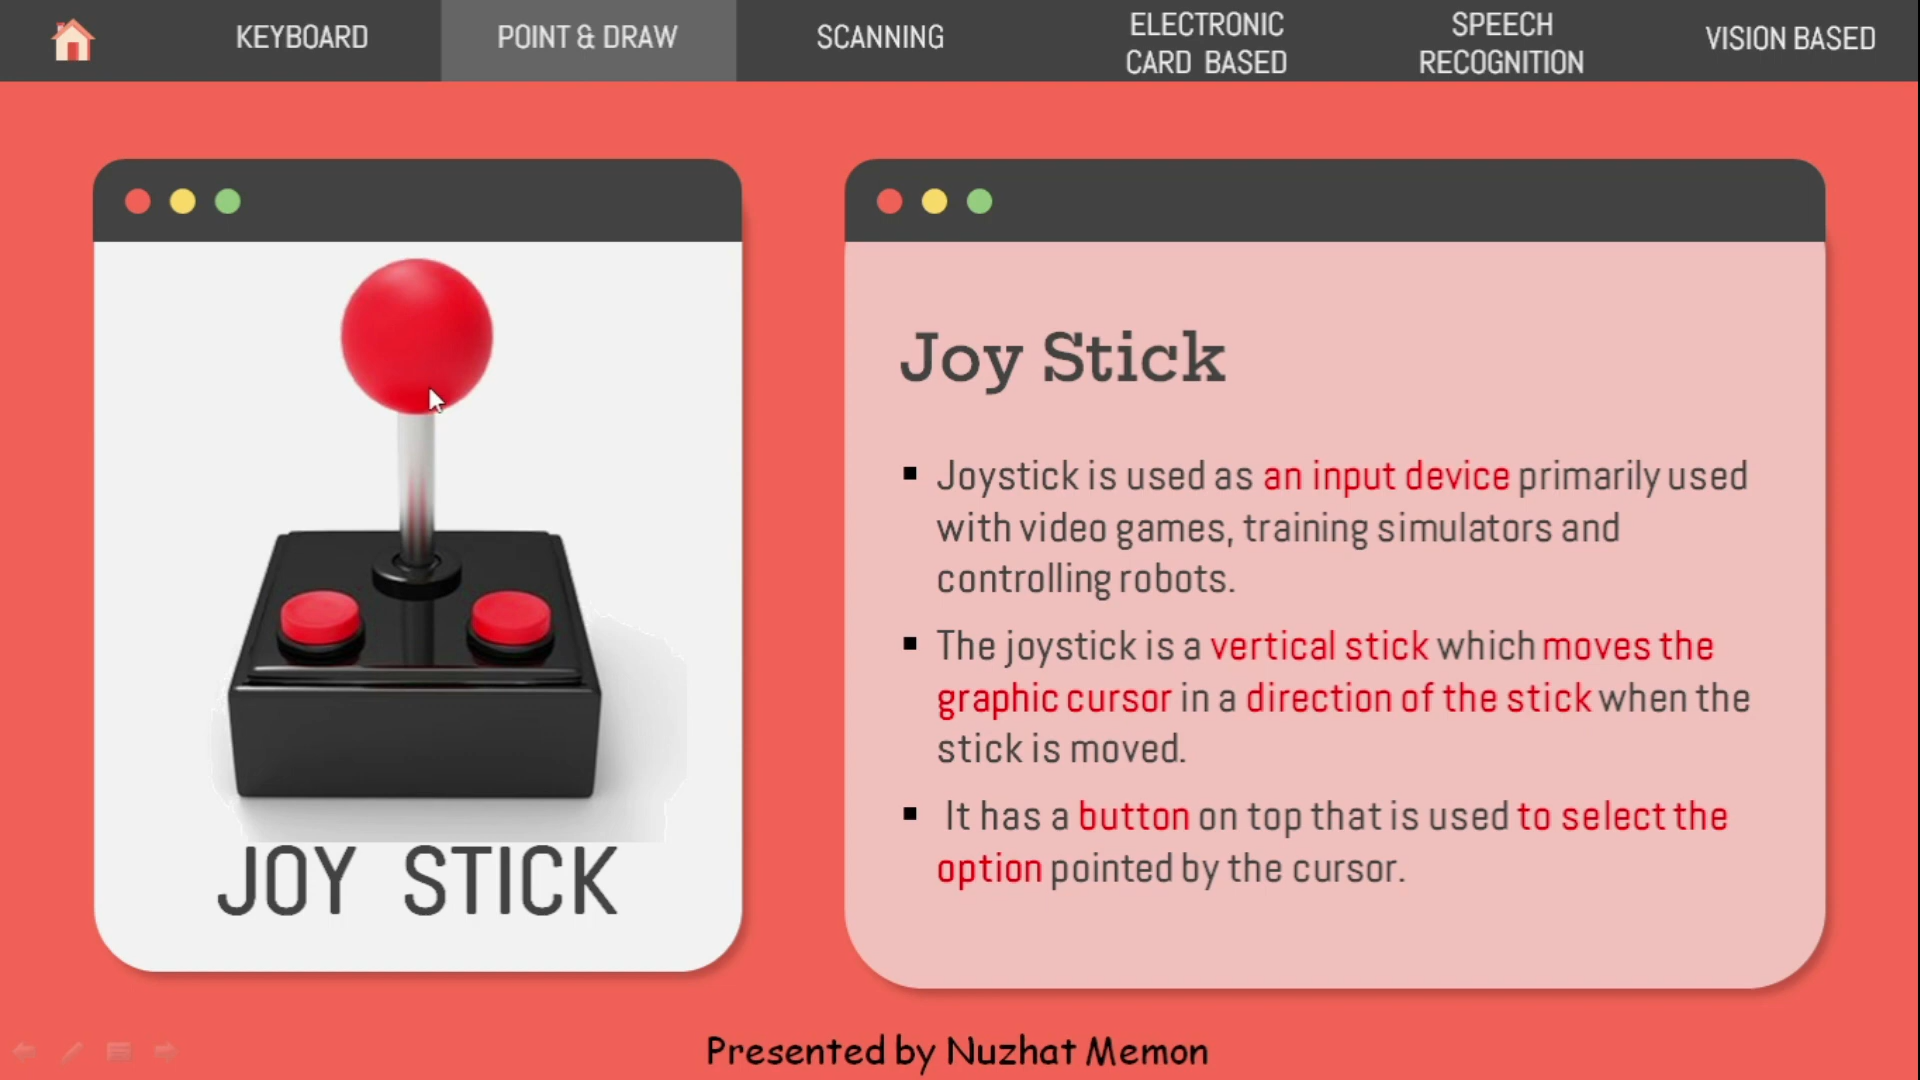 KEYBOARD
POINT & DRAW
SCANNING
ELECTRONIC
CARD BASED
SPEECH
RECOGNITION
VISION BASED
JOY STICK
Joy Stick
Joystick is used as an input device primarily used
with video games, training simulators and
controlling robots.
The joystick is a vertical stick which moves the
graphic cursor in a direction of the stick when the
stick is moved.
It has a button on top that is used to select the
option pointed by the cursor.
Presented by Nuzhat Memon